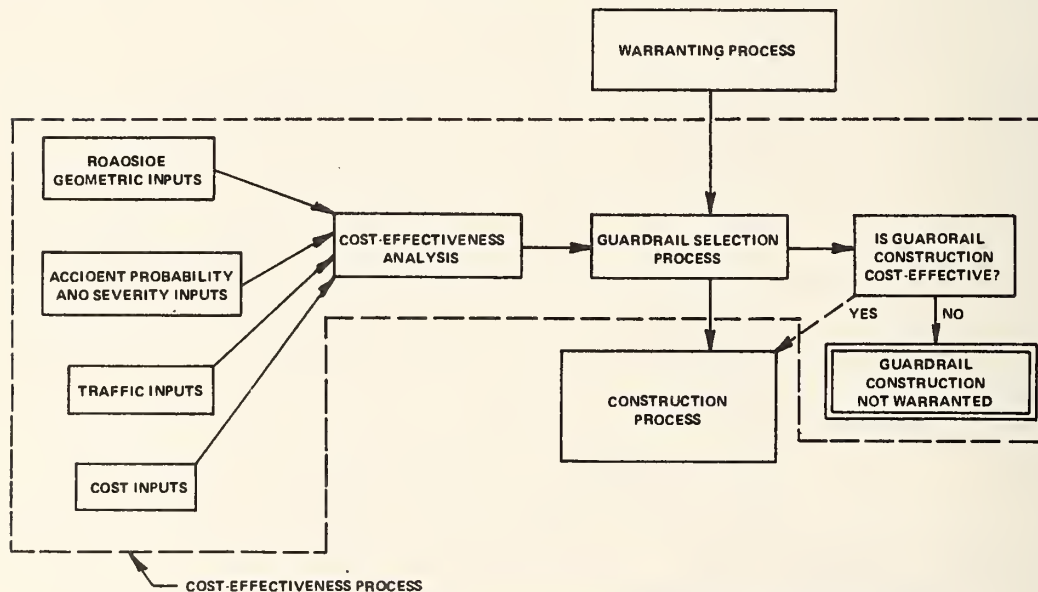 WARRANTING PROCESS
ROAOSIOE
GEOMETRIC INPUTS
ACCIOENT PROBABILITY
AND SEVERITY INPUTS
TRAFFIC INPUTS
COST INPUTS
COST-EFFECTIVENESS
ANALYSIS
GUARDRAIL SELECTION
PROCESS
IS GUARORAIL
CONSTRUCTION
COST-EFFECTIVE?
YES
NO
CONSTRUCTION
PROCESS
GUARDRAIL
CONSTRUCTION
NOT WARRANTED
COST-EFFECTIVENESS PROCESS